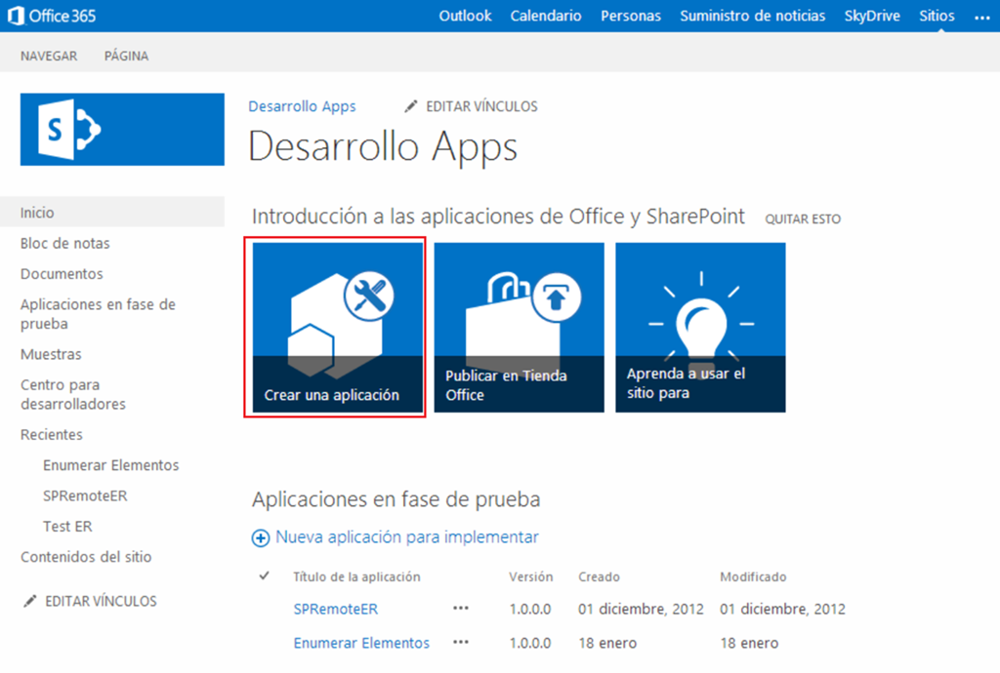 Office 365 Outlook Calendario Personas Suministro de noticias SkyDrive Sitios ...
NAVEGAR PÁGINA
S
Desarrollo Apps EDITAR VÍNCULOS
Desarrollo Apps
Inicio
Bloc de notas
Documentos
Aplicaciones en fase de
prueba
Muestras
Centro para
desarrolladores
Recientes
Enumerar Elementos
SPRemoteER
Test ER
Contenidos del sitio
EDITAR VÍNCULOS
Introducción a las aplicaciones de Office y SharePoint QUITAR ESTO
Crear una aplicación
Publicar en Tienda
Office
Aprenda a usar el
sitio para
Aplicaciones en fase de prueba
Nueva aplicación para implementar
Título de la aplicación Versión Creado Modificado
SPRemoteER ... 1.0.0.0 01 diciembre, 2012 01 diciembre, 2012
Enumerar Elementos ... 1.0.0.0 18 enero 18 enero